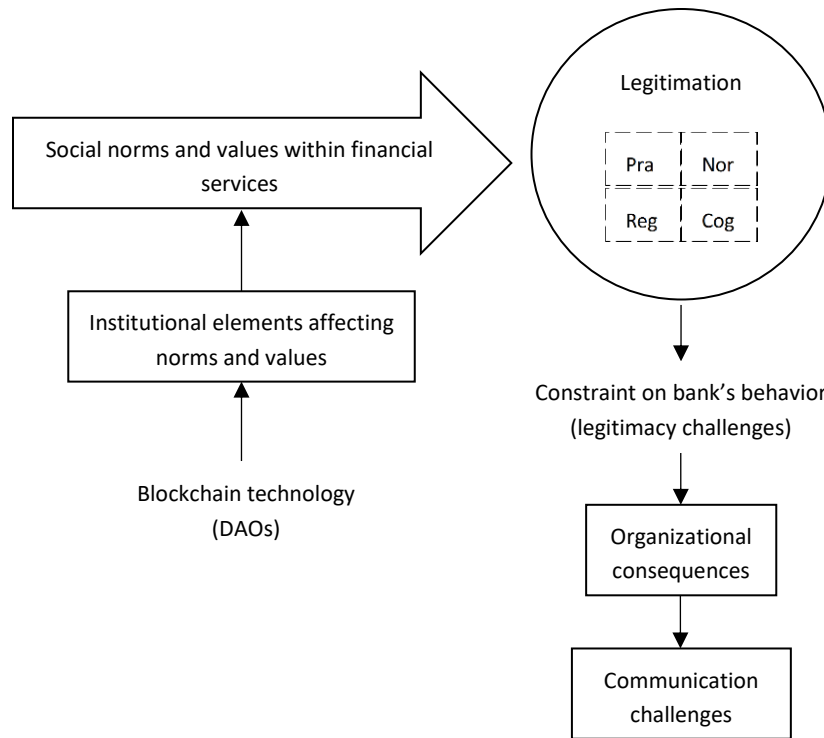 Social norms and values within financial
services
Institutional elements affecting
norms and values
Blockchain technology
(DAOs)
Legitimation
Pra Nor
Reg Cog
Constraint on bank's behavior
(legitimacy challenges)
Organizational
consequences
Communication
challenges